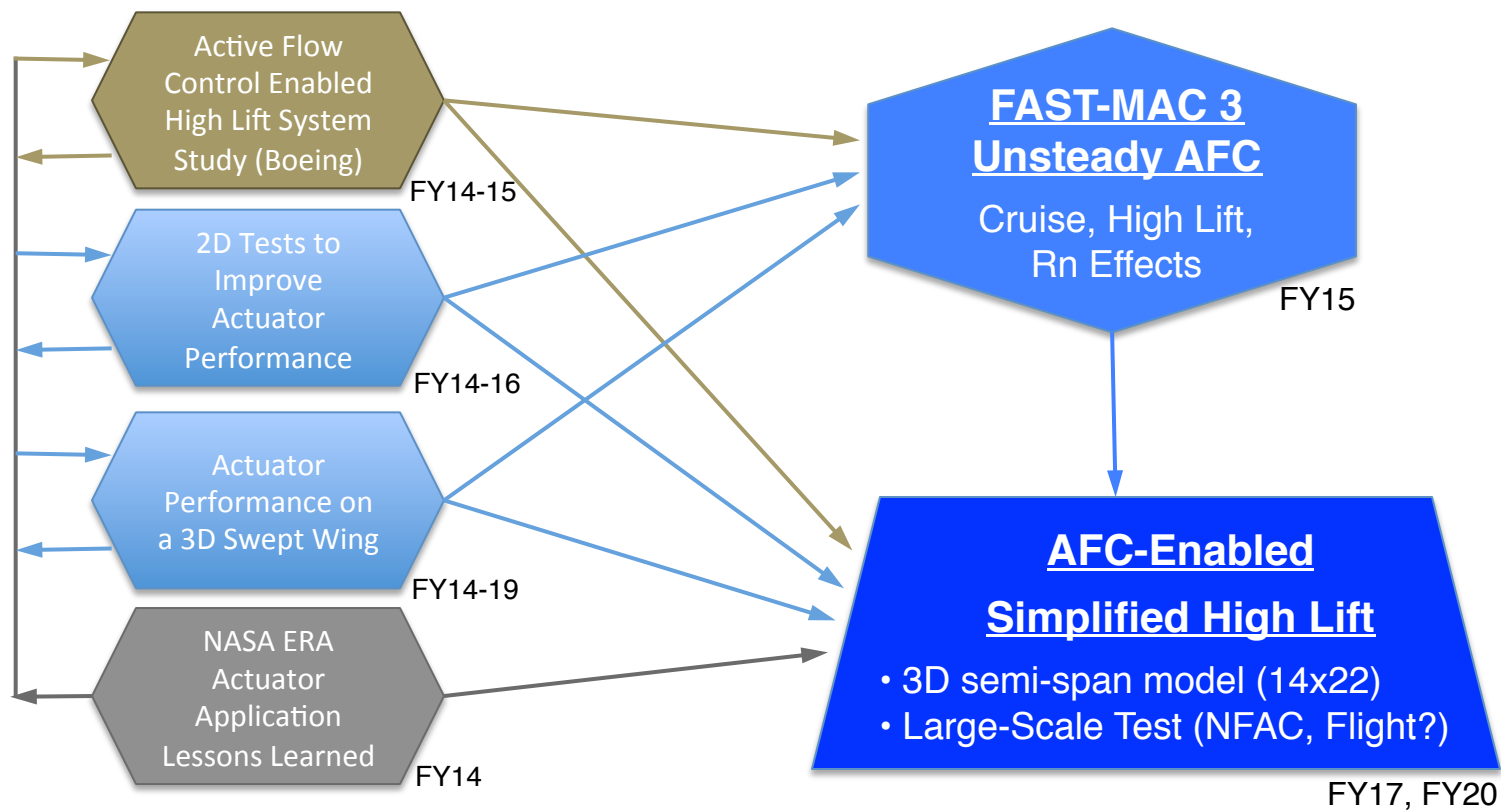 Active Flow
Control Enabled
High Lift System
Study (Boeing)
FY14-15
2D Tests to
Improve
Actuator
Performance
FY14-16
Actuator
Performance on
a 3D Swept Wing
FY14-19
NASA ERA
Actuator
Application
Lessons Learned
FY14
FAST-MAC 3
Unsteady AFC
Cruise, High Lift,
Rn Effects
FY15
AFC-Enabled
Simplified High Lift
• 3D semi-span model (14x22)
• Large-Scale Test (NFAC, Flight?)
FY17, FY20